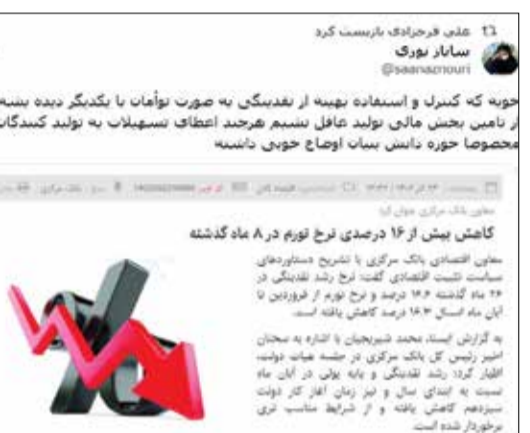 علی فرحزادی بازپست کرد
ساناز نوری
@saanaznouri
خوبه که کنترل و استفاده بهینه از نقدینگی به صورت توأمان با یکدیگر دیده بشه
از تامین بخش مالی تولید غافل نشیم هرچند اعطای تسهیلات به تولید کنندگان
مخصوصا حوزه دانش بنیان اوضاع خوبی داشته
معاون بانک مرکزی عنوان کرد
کاهش بیش از ۱۶ درصدی نرخ تورم در ۸ ماه گذشته
معاون اقتصادی بانک مرکزی با تشریح دستاوردهای
سیاست تثبیت اقتصادی گفت: نرخ رشد نقدینگی در
۲۶ ماه گذشته ۱۴.۶ درصد و نرخ تورم از فروردین تا
آبان ماه امسال ۱۶.۳ درصد کاهش یافته است.
به گزارش ایسنا، محمد شیریجیان با اشاره به سخنان
اخیر رئیس کل بانک مرکزی در جلسه هیات دولت،
اظهار کرد: رشد نقدینگی و پایه پولی در آبان ماه
نسبت به ابتدای سال و نیز زمان آغاز کار دولت
سیزدهم کاهش یافته و از شرایط مناسب تری
برخوردار شده است.